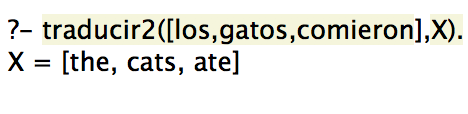 ?- traducir2([los,gatos,comieron],X).
X = [the, cats, ate]